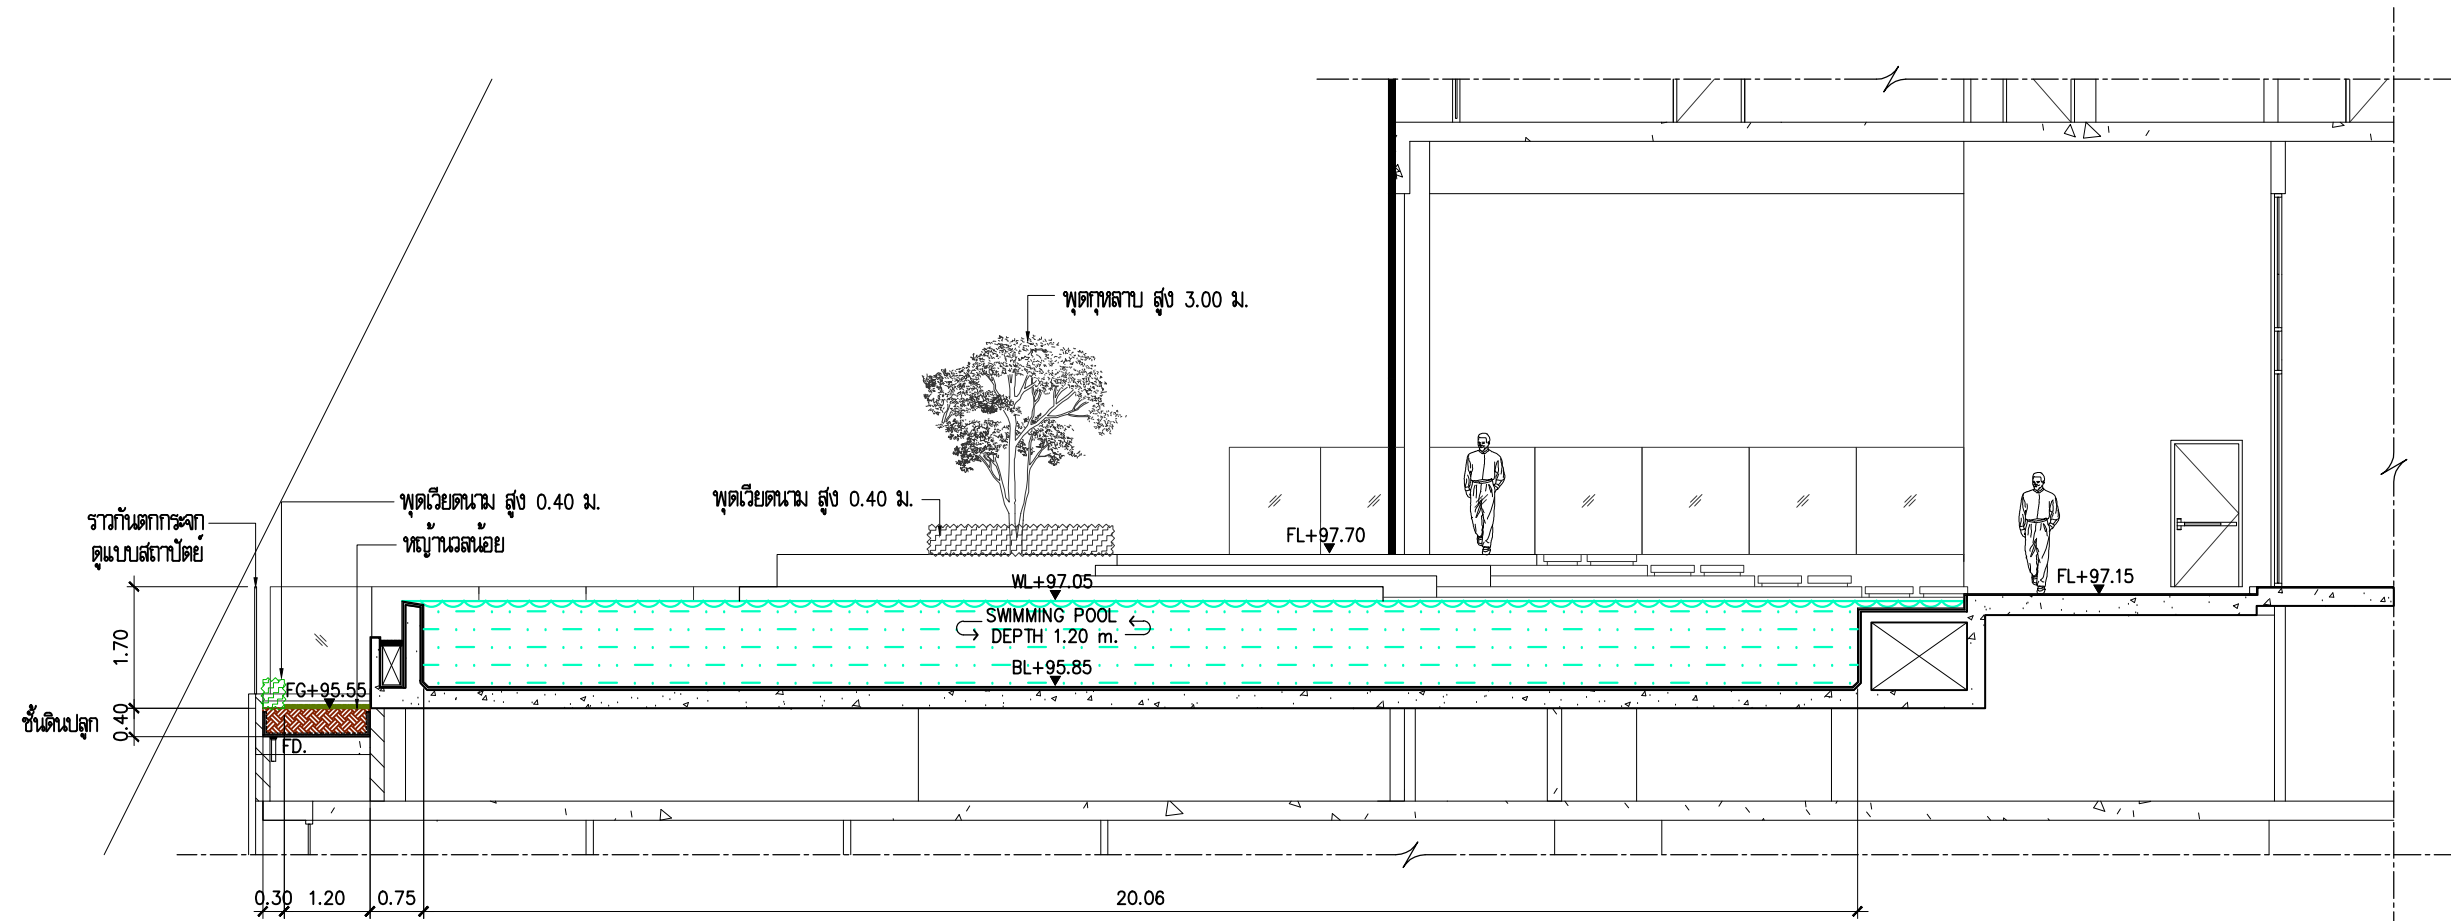 พุดกุหลาบ สูง 3.00 ม.
พุดเวียดนาม สูง 0.40 ม.
พุดเวียดนาม สูง 0.40 ม.
ราวกันตกกระจก
ดูแบบสถาปัตย์
หญ้านวลน้อย
FL+97.70
WL+97.05
FL+97.15
SWIMMING POOL
DEPTH 1.20 m.
BL+95.85
1.70
FG+95.55
ชั้นดินปลูก
0.40
FD.
0.30
1.20
0.75
20.06